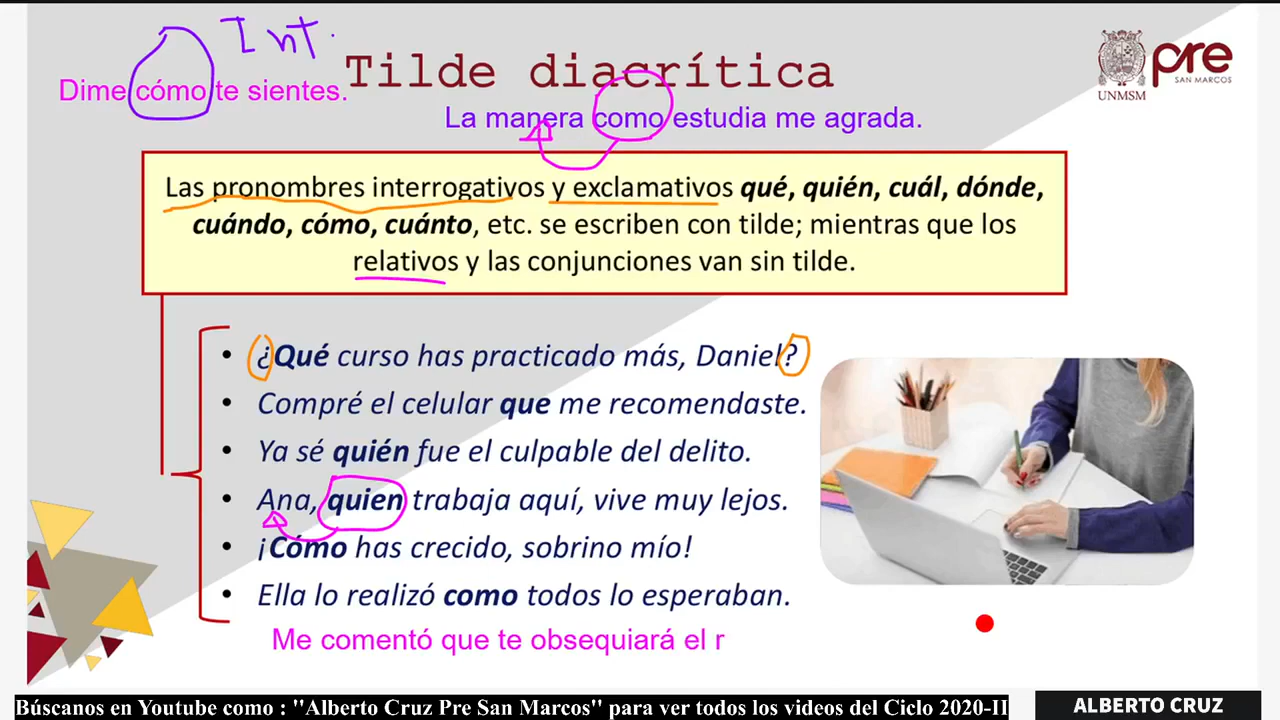 Int.
Tilde diacrítica
Dime cómo te sientes.
La manera como estudia me agrada.
pre
SAN MARCOS
UNMSM
Las pronombres interrogativos y exclamativos qué, quién, cuál, dónde,
cuándo, cómo, cuánto, etc. se escriben con tilde; mientras que los
relativos y las conjunciones van sin tilde.
• ¿Qué curso has practicado más, Daniel?
• Compré el celular que me recomendaste.
• Ya sé quién fue el culpable del delito.
• Ana, quien trabaja aquí, vive muy lejos.
• ¡Cómo has crecido, sobrino mío!
• Ella lo realizó como todos lo esperaban.
Me comentó que te obsequiará el r
Búscanos en Youtube como : "Alberto Cruz Pre San Marcos" para ver todos los videos del Ciclo 2020-II
ALBERTO CRUZ